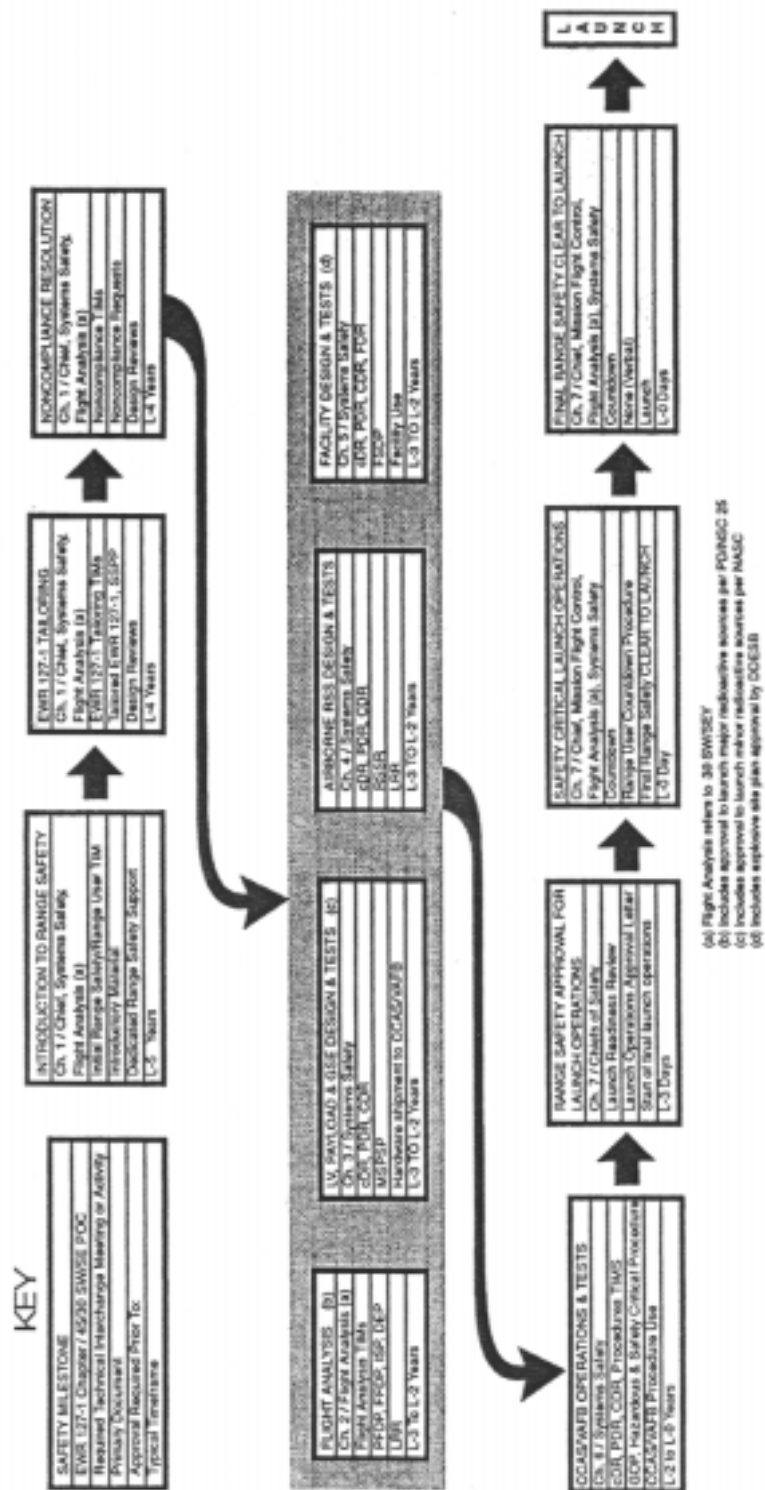 KEY
SAFETY MILESTONE
EWR 127-1 Chapter / 45/30 SW/SE POC
Required Technical Interchange Meeting or Activity
Primary Document
Approval Required Prior To:
Typical Timeframe
INTRODUCTION TO RANGE SAFETY
Ch. 1 / Chief, Systems Safety,
Flight Analysis (a)
Initial Range Safety/Range User TIM
Introductory Material
Dedicated Range Safety Support
L-5 Years
EWR 127-1 TAILORING
Ch. 1 / Chief, Systems Safety,
Flight Analysis (a)
EWR 127-1 Tailoring TIMs
Tailored EWR 127-1, SSPP
Design Reviews
L-4 Years
NONCOMPLIANCE RESOLUTION
Ch. 1 / Chief, Systems Safety,
Flight Analysis (a)
Noncompliance TIMs
Noncompliance Requests
Design Reviews
L-4 Years
FLIGHT ANALYSIS (b)
Ch. 2 / Flight Analysis (a)
Flight Analysis TIMs
PFDP, FFDP, ISP, DEP
LRR
L-3 To L-2 Years
LV, PAYLOAD & GSE DESIGN & TESTS (c)
Ch. 3 / Systems Safety
cDR, PDR, CDR
MSPSP
Hardware shipment to CCAS/VAFB
L-3 TO L-2 Years
AIRBORNE RSS DESIGN & TESTS
Ch. 4 / Systems Safety
cDR, PDR, CDR
RSSR
LRR
L-3 TO L-2 Years
FACILITY DESIGN & TESTS (d)
Ch. 5 / Systems Safety
cDR, PDR, CDR, FDR
FSDP
Facility Use
L-3 TO L-2 Years
CCAS/VAFB OPERATIONS & TESTS
Ch. 6 / Systems Safety
cDR, PDR, CDR, Procedures TIMS
GOP, Hazardous & Safety Critical Procedure
CCAS/VAFB Procedure Use
L-2 to L-0 Years
RANGE SAFETY APPROVAL FOR
LAUNCH OPERATIONS
Ch. 7 / Chiefs of Safety
Launch Readiness Review
Launch Operations Approval Letter
Start of final launch operations
L-3 Days
SAFETY CRITICAL LAUNCH OPERATIONS
Ch. 7 / Chief, Mission Flight Control,
Flight Analysis (a), Systems Safety
Countdown
Range User Countdown Procedure
Final Range Safety CLEAR TO LAUNCH
L-0 Day
FINAL RANGE SAFETY CLEAR TO LAUNCH
Ch. 7 / Chief, Mission Flight Control,
Flight Analysis (a), Systems Safety
Countdown
None (Verbal)
Launch
L-0 Days
LAUNCH
(a) Flight Analysis refers to 30 SW/SEY
(b) Includes approval to launch major radioactive sources per PD/NSC 25
(c) Includes approval to launch minor radioactive sources per NASC
(d) Includes explosive site plan approval by DDESB